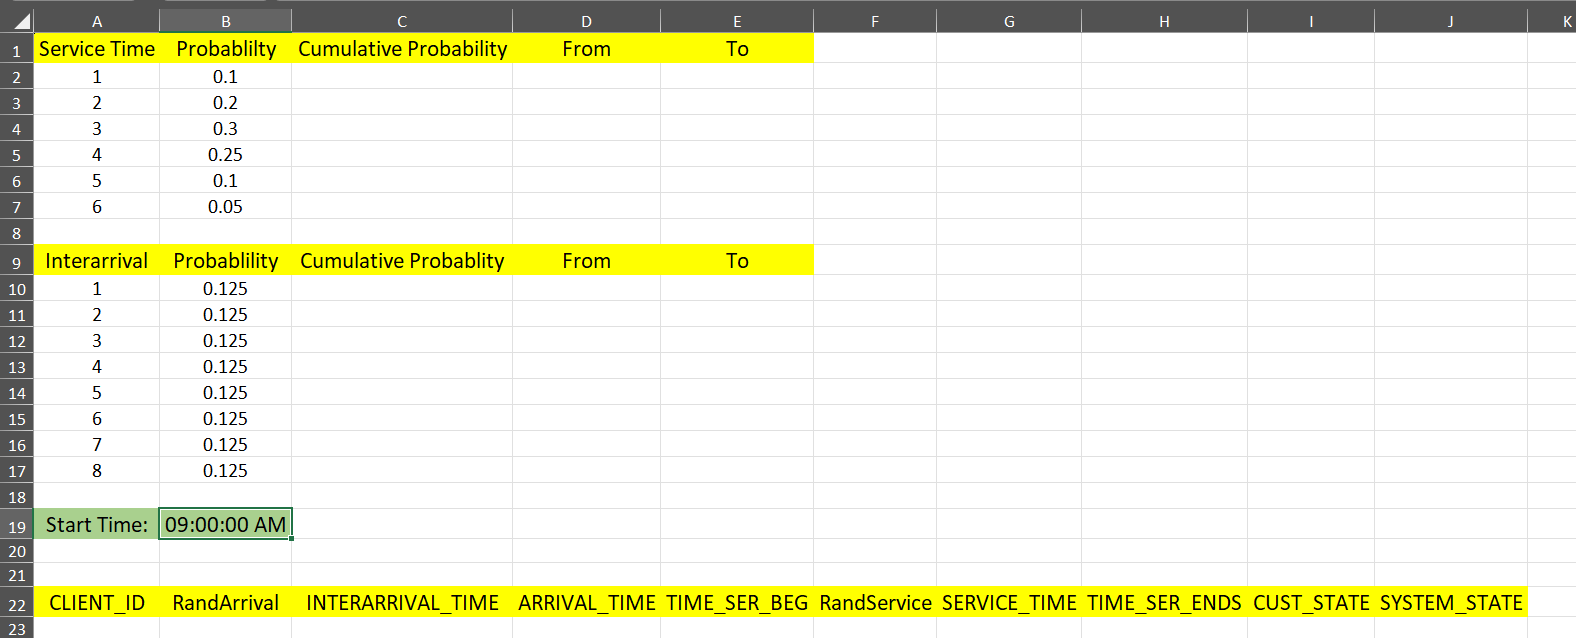 A B C D E F G H I J K
1 Service Time Probablilty Cumulative Probability From To
2 1 0.1
3 2 0.2
4 3 0.3
5 4 0.25
6 5 0.1
7 6 0.05
8
9 Interarrival Probablility Cumulative Probablity From To
10 1 0.125
11 2 0.125
12 3 0.125
13 4 0.125
14 5 0.125
15 6 0.125
16 7 0.125
17 8 0.125
18
19 Start Time: 09:00:00 AM
20
21
22 CLIENT_ID RandArrival INTERARRIVAL_TIME ARRIVAL_TIME TIME_SER_BEG RandService SERVICE_TIME TIME_SER_ENDS CUST_STATE SYSTEM_STATE
23